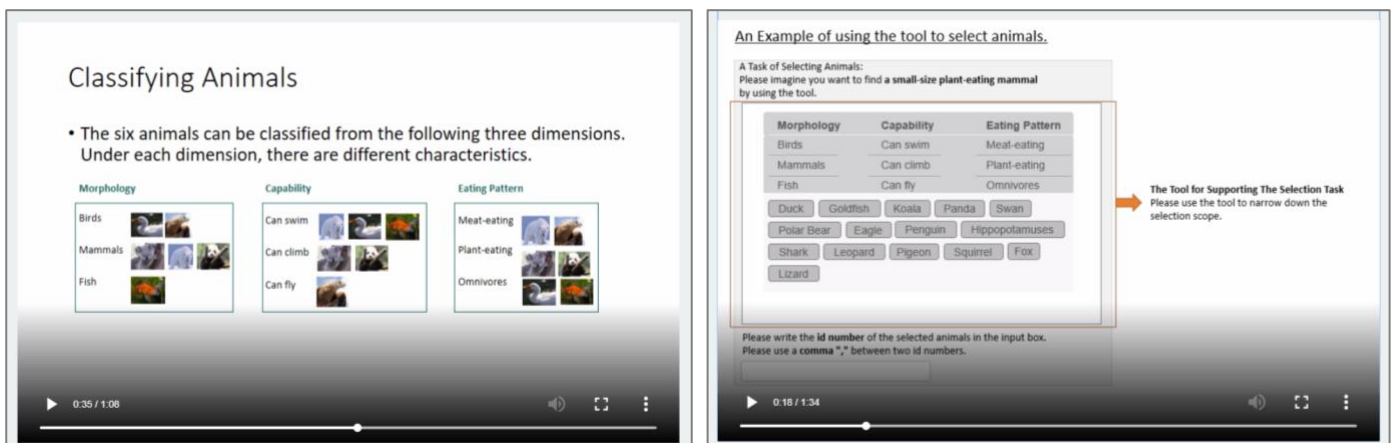 Classifying Animals
• The six animals can be classified from the following three dimensions.
Under each dimension, there are different characteristics.
Morphology Capability Eating Pattern
Birds Can swim Meat-eating
Mammals Can climb Plant-eating
Fish Can fly Omnivores
0:35 / 1:08
An Example of using the tool to select animals.
A Task of Selecting Animals:
Please imagine you want to find a small-size plant-eating mammal
by using the tool.
Morphology Capability Eating Pattern
Birds Can swim Meat-eating
Mammals Can climb Plant-eating
Fish Can fly Omnivores
Duck Goldfish Koala Panda Swan
Polar Bear Eagle Penguin Hippopotamuses
Shark Leopard Pigeon Squirrel Fox
Lizard
The Tool for Supporting The Selection Task
Please use the tool to narrow down the
selection scope.
Please write the id number of the selected animals in the input box.
Please use a comma "," between two id numbers.
0:18 / 1:34